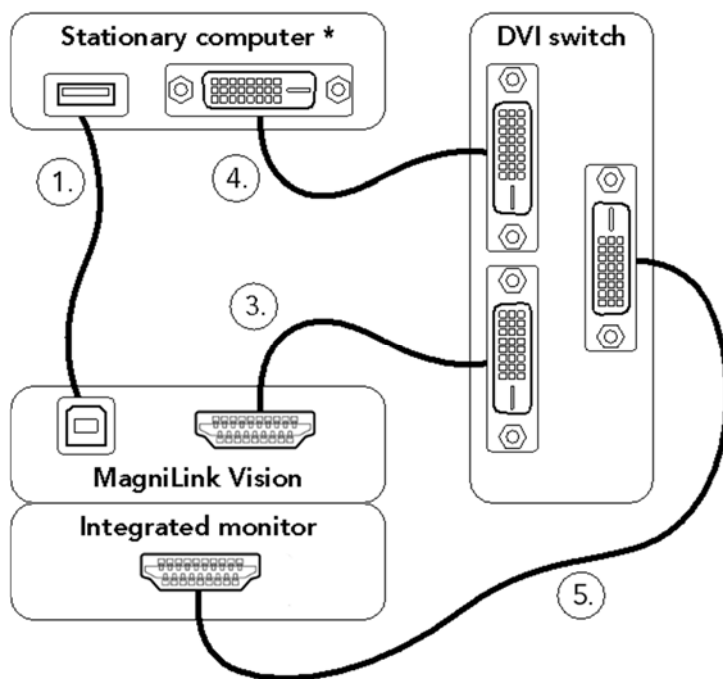 Stationary computer *
DVI switch
1.
4.
3.
MagniLink Vision
Integrated monitor
5.